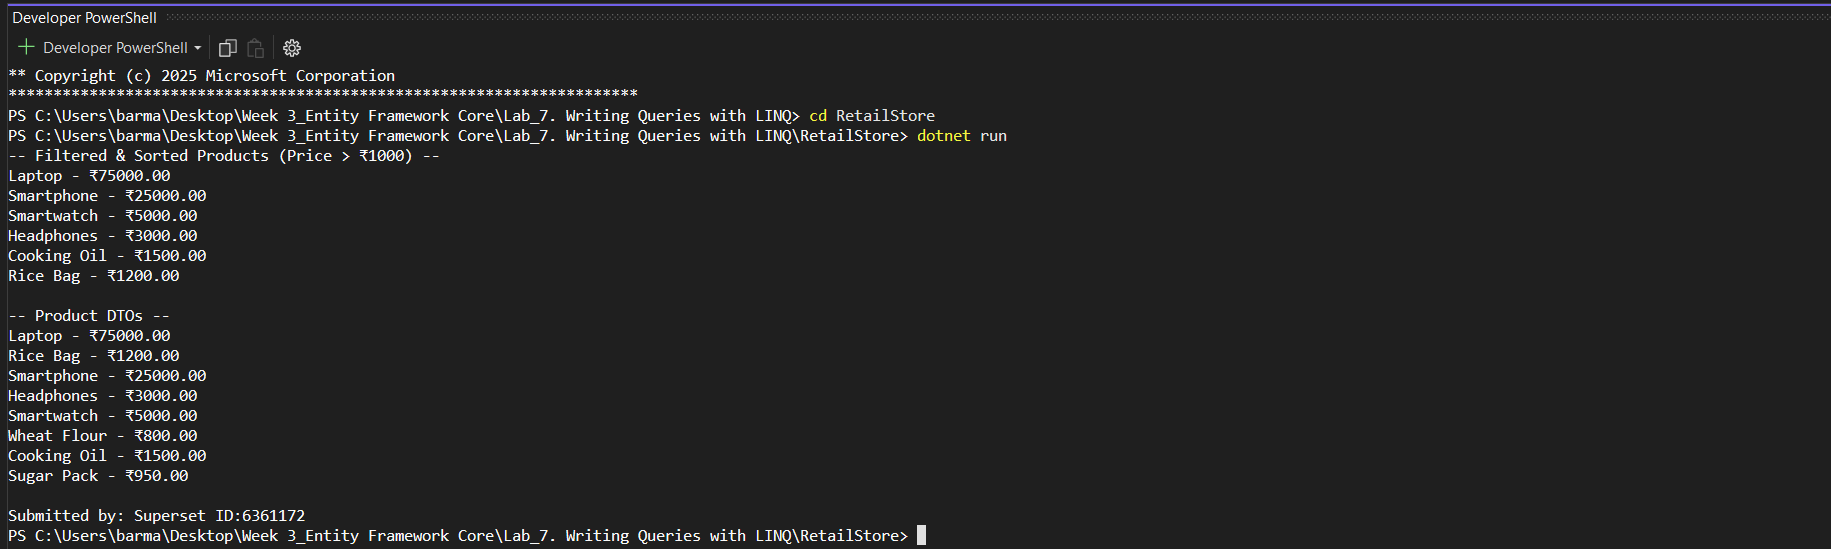 Developer PowerShell
Developer PowerShell
** Copyright (c) 2025 Microsoft Corporation
**********************************************************************
PS C:\Users\barma\Desktop\Week 3_Entity Framework Core\Lab_7. Writing Queries with LINQ> cd RetailStore
PS C:\Users\barma\Desktop\Week 3_Entity Framework Core\Lab_7. Writing Queries with LINQ\RetailStore> dotnet run
-- Filtered & Sorted Products (Price > ₹1000) --
Laptop - ₹75000.00
Smartphone - ₹25000.00
Smartwatch - ₹5000.00
Headphones - ₹3000.00
Cooking Oil - ₹1500.00
Rice Bag - ₹1200.00
-- Product DTOs --
Laptop - ₹75000.00
Rice Bag - ₹1200.00
Smartphone - ₹25000.00
Headphones - ₹3000.00
Smartwatch - ₹5000.00
Wheat Flour - ₹800.00
Cooking Oil - ₹1500.00
Sugar Pack - ₹950.00
Submitted by: Superset ID:6361172
PS C:\Users\barma\Desktop\Week 3_Entity Framework Core\Lab_7. Writing Queries with LINQ\RetailStore>